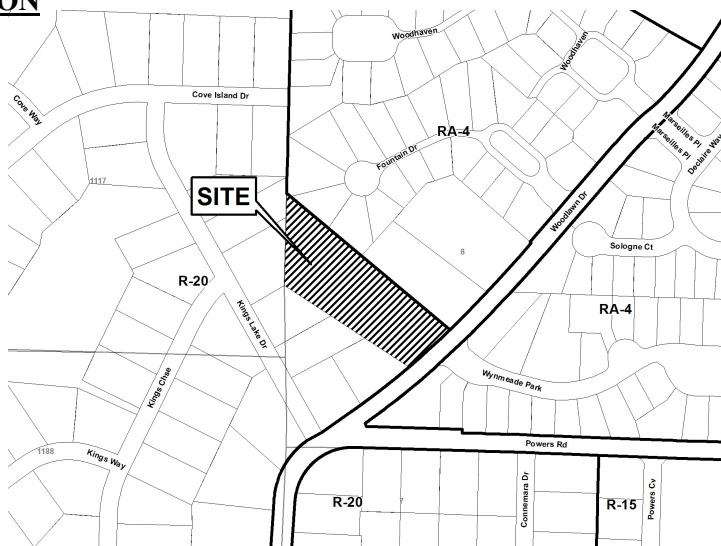 ON
Woodhaven
Woodhaven
Cove Island Dr
Cove Way
RA-4
Marseilles Pl
Marseilles Pl
Declaire Way
Fountain Dr
1117
SITE
Woodlawn Dr
Sologne Ct
8
R-20
RA-4
Kings Lake Dr
Wynmeade Park
Kings Chse
Powers Rd
1188
Kings Way
R-20
7
Connemara Dr
R-15
Powers Cv